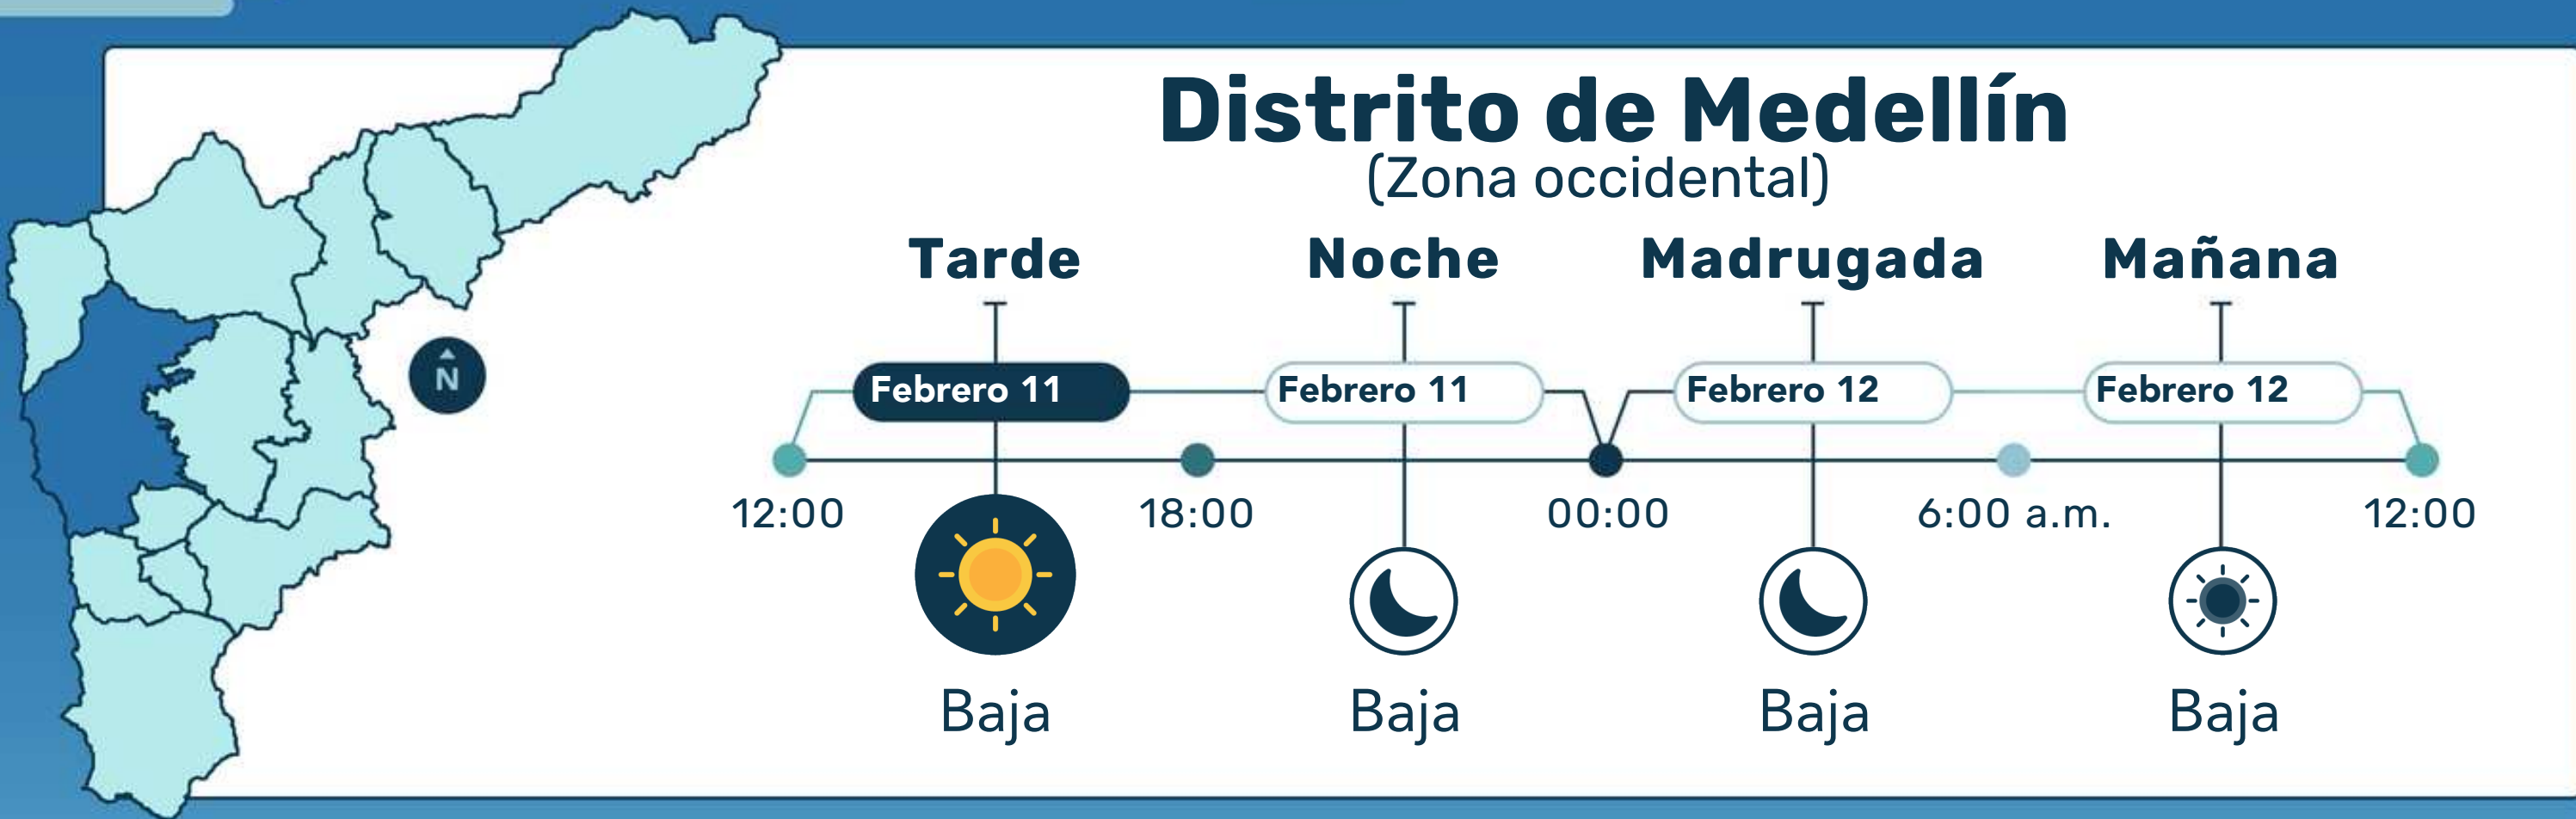 Distrito de Medellín
(Zona occidental)
Tarde Noche Madrugada Mañana
Febrero 11 Febrero 11 Febrero 12 Febrero 12
N
12:00 18:00 00:00 6:00 a.m. 12:00
Baja Baja Baja Baja